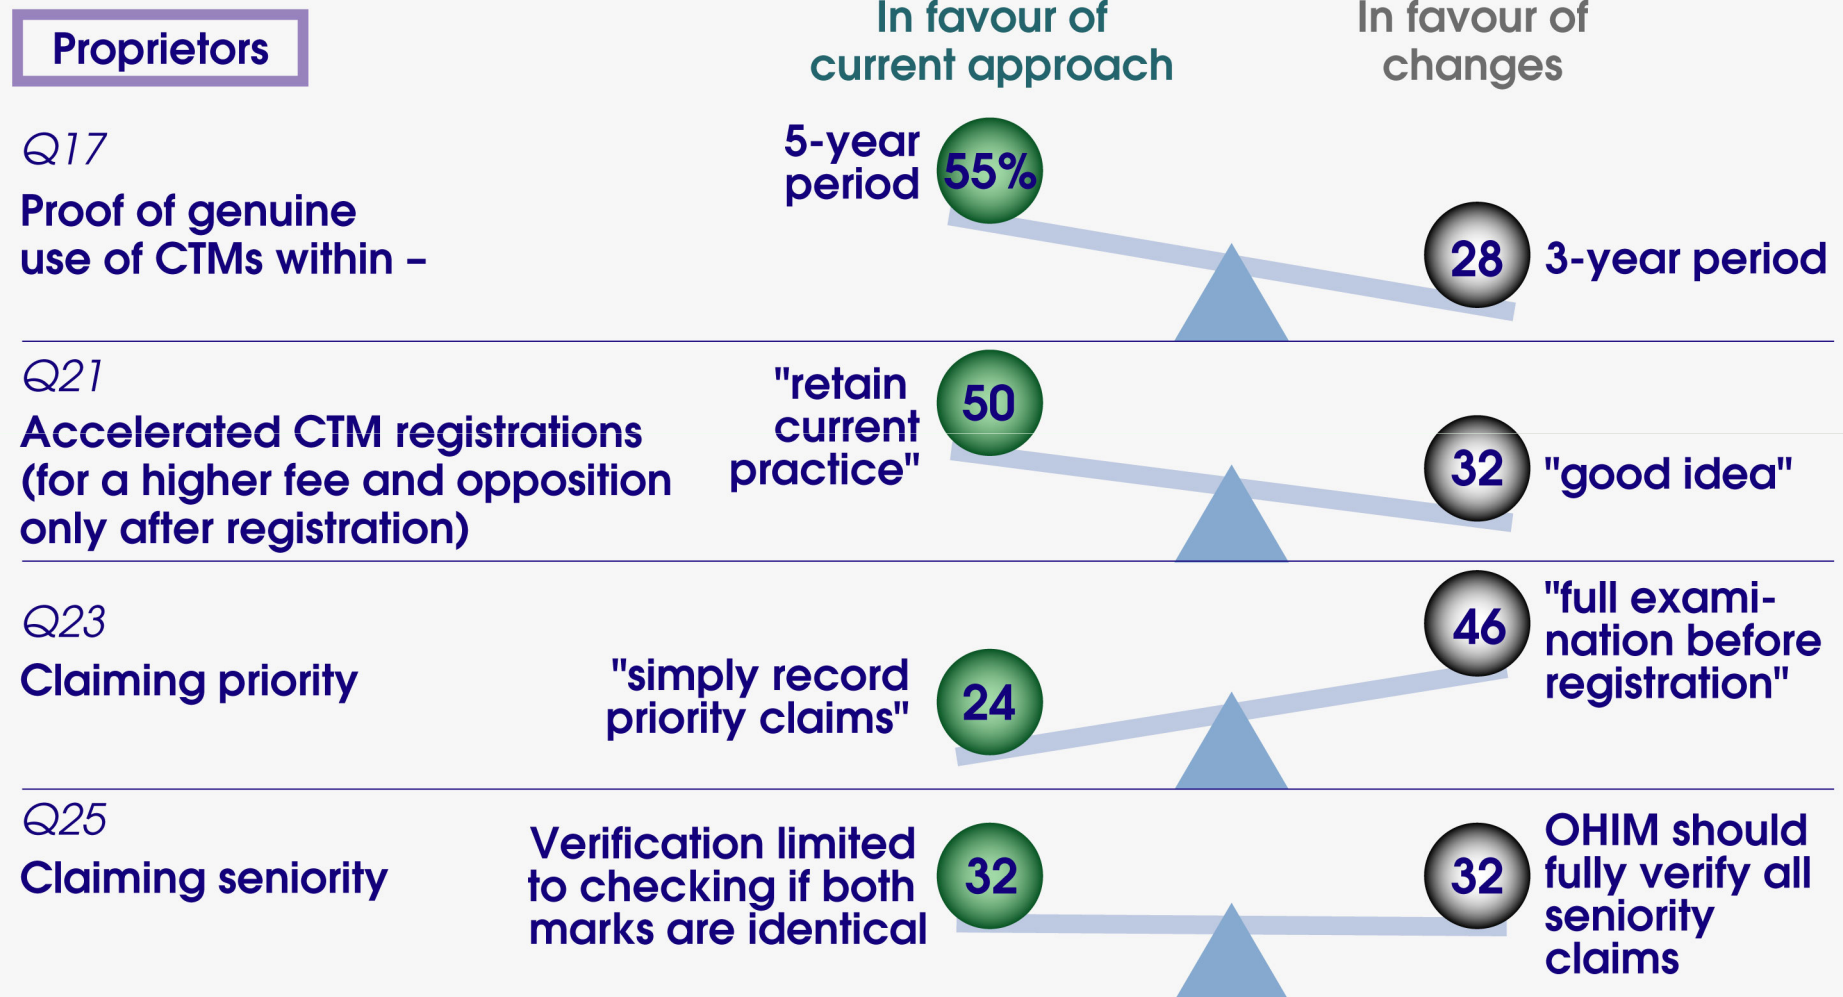 Proprietors
In favour of
current approach
In favour of
changes
Q17
Proof of genuine
use of CTMs within –
5-year
period
55%
28
3-year period
Q21
Accelerated CTM registrations
(for a higher fee and opposition
only after registration)
"retain
current
practice"
50
32
"good idea"
Q23
Claiming priority
"simply record
priority claims"
24
46
"full exami-
nation before
registration"
Q25
Claiming seniority
Verification limited
to checking if both
marks are identical
32
32
OHIM should
fully verify all
seniority
claims